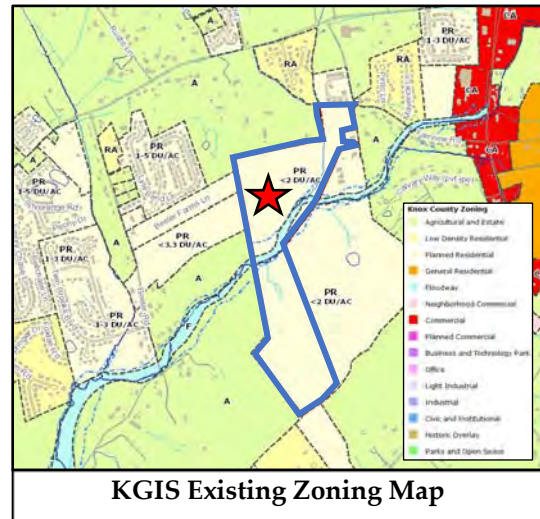 A
RA
PR
1-3 DU/AC
CA
CA
A
PR
1-5 DU/AC
RA
PR
<2 DU/AC
A
CA
PR
1-5 DU/AC
A
PR
1-3 DU/AC
PR
<3.3 DU/AC
A
PR
1-3 DU/AC
PR
<2 DU/AC
F
A
A
Knox County Zoning
Agricultural and Estate
Low Density Residential
Planned Residential
General Residential
Floodway
Neighborhood Commercial
Commercial
Planned Commercial
Business and Technology Park
Office
Light Industrial
Industrial
Civic and Institutional
Historic Overlay
Parks and Open Space
KGIS Existing Zoning Map